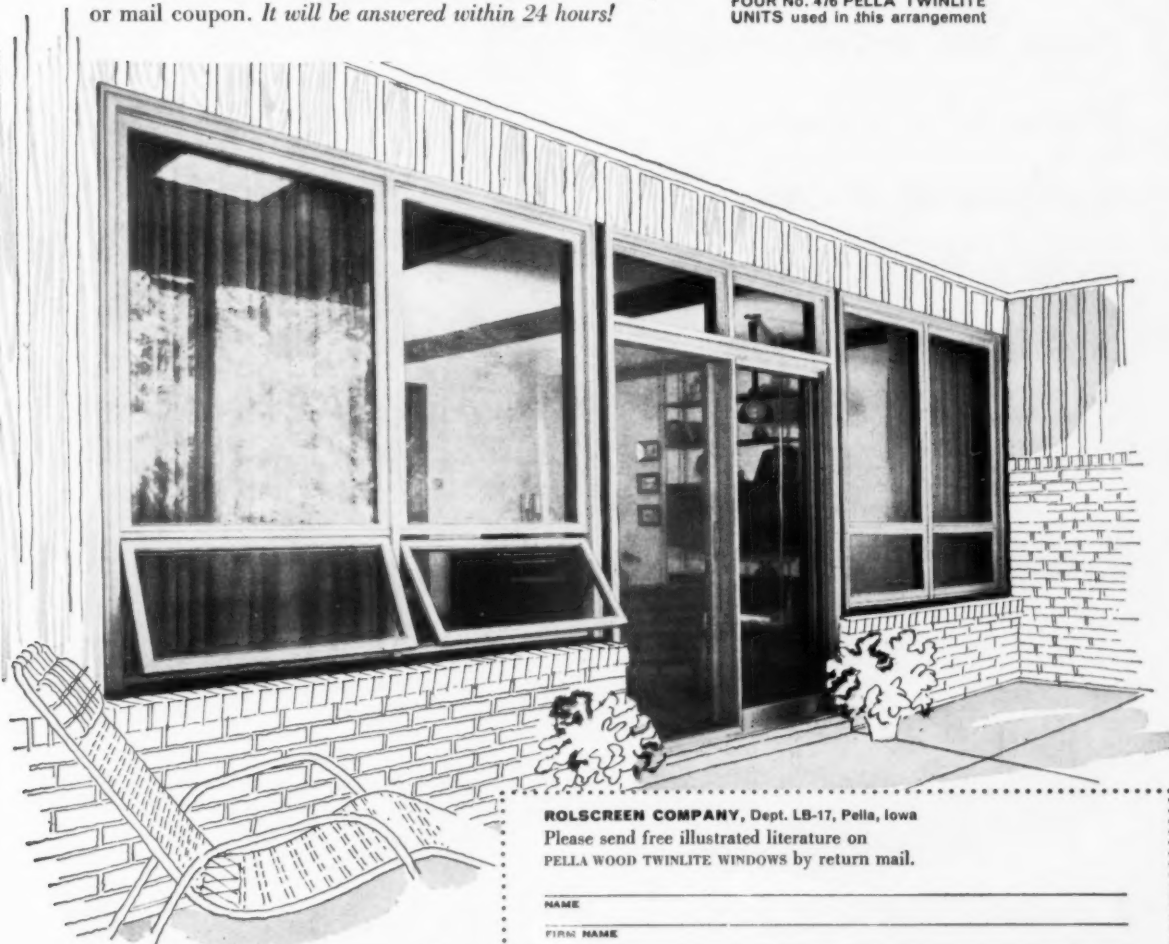 or mail coupon. It will be answered within 24 hours!
FOUR No. 476 PELLA TWINLITE
UNITS used in this arrangement
ROLSCREEN COMPANY, Dept. LB-17, Pella, Iowa
Please send free illustrated literature on
PELLA WOOD TWINLITE WINDOWS by return mail.
NAME
FIRM NAME